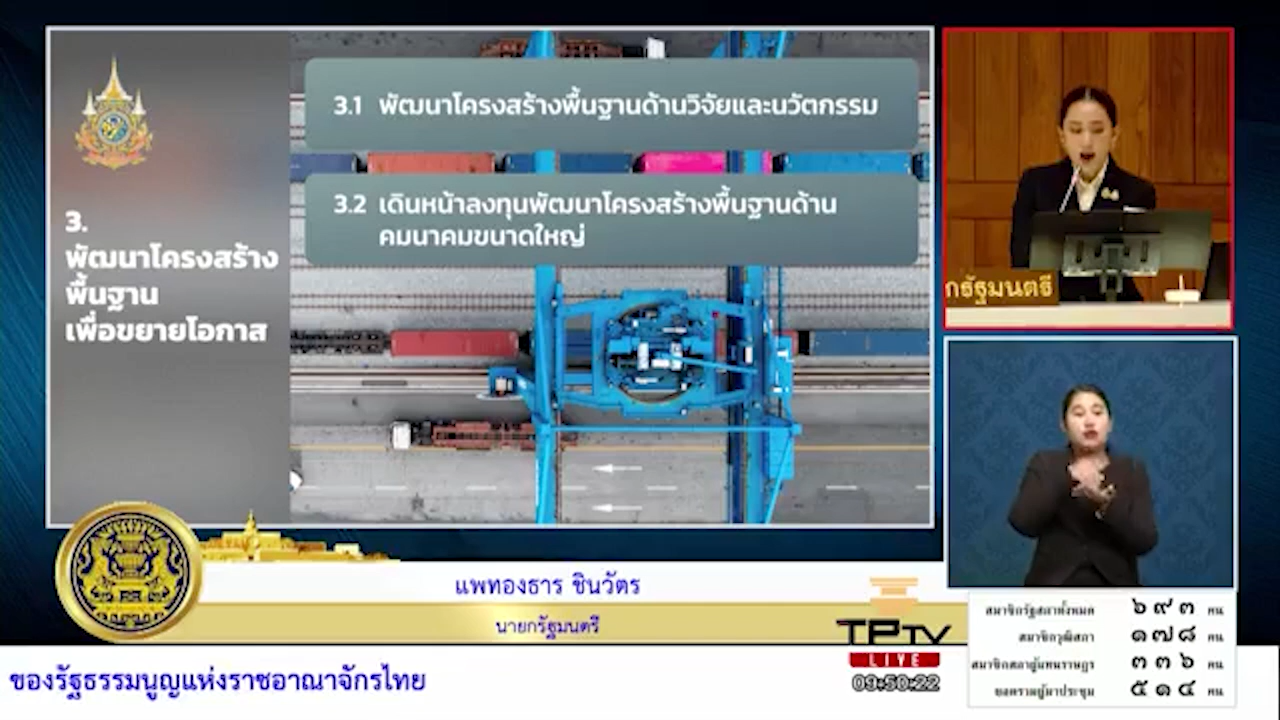 3.
พัฒนาโครงสร้าง
พื้นฐาน
เพื่อขยายโอกาส
3.1 พัฒนาโครงสร้างพื้นฐานด้านวิจัยและนวัตกรรม
3.2 เดินหน้าลงทุนพัฒนาโครงสร้างพื้นฐานด้าน
คมนาคมขนาดใหญ่
กรัฐมนตรี
แพทองธาร ชินวัตร
นายกรัฐมนตรี
TPTV
LIVE
09:50:22
สมาชิกรัฐสภาทั้งหมด ๖๙๓ คน
สมาชิกวุฒิสภา ๑๗๘ คน
สมาชิกสภาผู้แทนราษฎร ๓๓๖ คน
ยอดรวมผู้มาประชุม ๕๑๔ คน
ของรัฐธรรมนูญแห่งราชอาณาจักรไทย